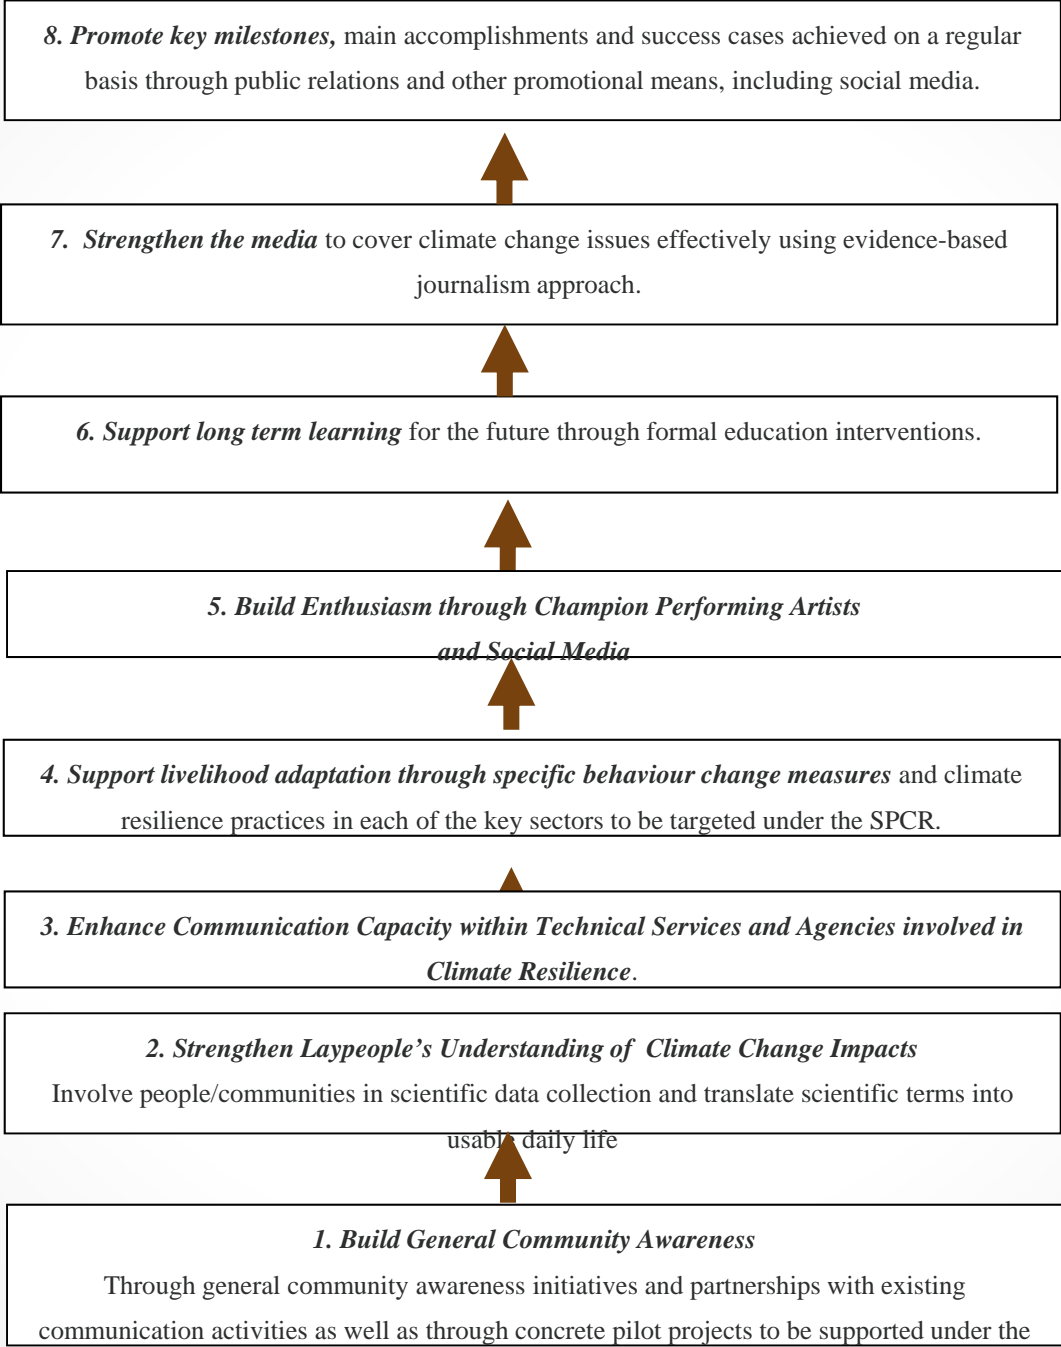 8. Promote key milestones, main accomplishments and success cases achieved on a regular
basis through public relations and other promotional means, including social media.
7. Strengthen the media to cover climate change issues effectively using evidence-based
journalism approach.
6. Support long term learning for the future through formal education interventions.
5. Build Enthusiasm through Champion Performing Artists
and Social Media
4. Support livelihood adaptation through specific behaviour change measures and climate
resilience practices in each of the key sectors to be targeted under the SPCR.
3. Enhance Communication Capacity within Technical Services and Agencies involved in
Climate Resilience.
2. Strengthen Laypeople’s Understanding of Climate Change Impacts
Involve people/communities in scientific data collection and translate scientific terms into
usable daily life
1. Build General Community Awareness
Through general community awareness initiatives and partnerships with existing
communication activities as well as through concrete pilot projects to be supported under the